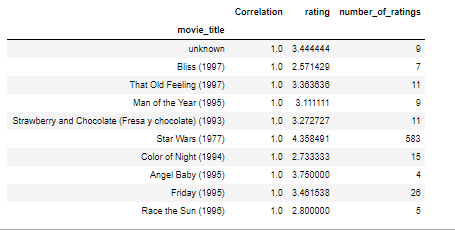 Correlation rating number_of_ratings
movie_title
unknown 1.0 3.444444 9
Bliss (1997) 1.0 2.571429 7
That Old Feeling (1997) 1.0 3.363636 11
Man of the Year (1995) 1.0 3.111111 9
Strawberry and Chocolate (Fresa y chocolate) (1993) 1.0 3.272727 11
Star Wars (1977) 1.0 4.358491 583
Color of Night (1994) 1.0 2.733333 15
Angel Baby (1995) 1.0 3.750000 4
Friday (1995) 1.0 3.461538 26
Race the Sun (1996) 1.0 2.800000 5